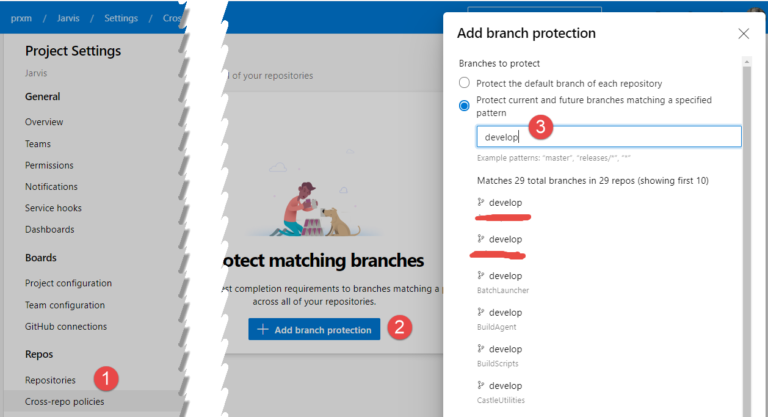 prxm / Jarvis / Settings / Cros
Project Settings
Jarvis
General
Overview
Teams
Permissions
Notifications
Service hooks
Dashboards
Boards
Project configuration
Team configuration
GitHub connections
Repos
Repositories
1
Cross-repo policies
l of your repositories
otect matching branches
est completion requirements to branches matching a p
across all of your repositories.
+ Add branch protection
2
Add branch protection
Branches to protect
Protect the default branch of each repository
Protect current and future branches matching a specified
pattern
3
develop
Example patterns: "master", "releases/*", "*"
Matches 29 total branches in 29 repos (showing first 10)
develop
develop
develop
BatchLauncher
develop
BuildAgent
develop
BuildScripts
develop
CastleUtilities